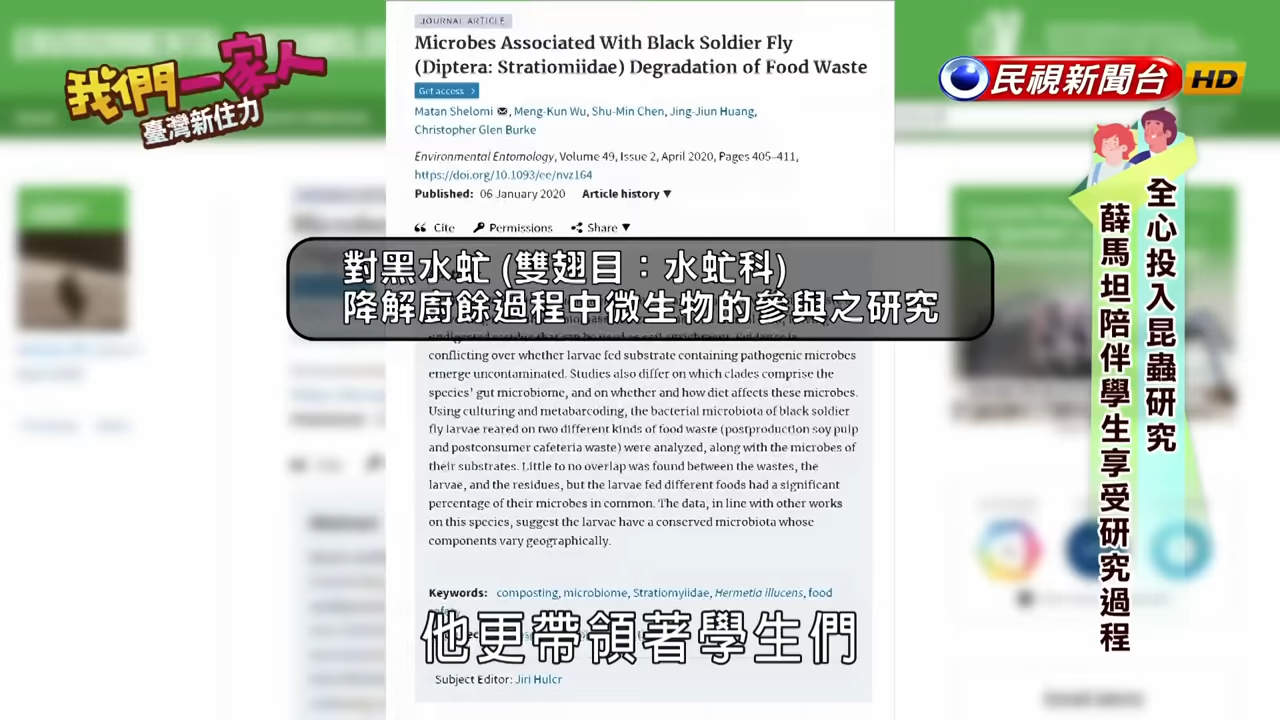 我們一家人
臺灣新住力
民視新聞台 HD
全心投入昆蟲研究
薛馬坦陪伴學生享受研究過程
JOURNAL ARTICLE
Microbes Associated With Black Soldier Fly
(Diptera: Stratiomiidae) Degradation of Food Waste
Get access
Matan Shelomi, Meng-Kun Wu, Shu-Min Chen, Jing-Jiun Huang,
Christopher Glen Burke
Environmental Entomology, Volume 49, Issue 2, April 2020, Pages 405–411,
https://doi.org/10.1093/ee/nvz164
Published: 06 January 2020 Article history ▼
Cite Permissions Share ▼
對黑水虻 (雙翅目：水虻科)
降解廚餘過程中微生物的參與之研究
conflicting over whether larvae fed substrate containing pathogenic microbes
emerge uncontaminated. Studies also differ on which clades comprise the
species' gut microbiome, and on whether and how diet affects these microbes.
Using culturing and metabarcoding, the bacterial microbiota of black soldier
fly larvae reared on two different kinds of food waste (postproduction soy pulp
and postconsumer cafeteria waste) were analyzed, along with the microbes of
their substrates. Little to no overlap was found between the wastes, the
larvae, and the residues, but the larvae fed different foods had a significant
percentage of their microbes in common. The data, in line with other works
on this species, suggest the larvae have a conserved microbiota whose
components vary geographically.
Keywords: composting, microbiome, Stratiomyiidae, Hermetia illucens, food
他更帶領著學生們
Subject Editor: Jiri Hulcr